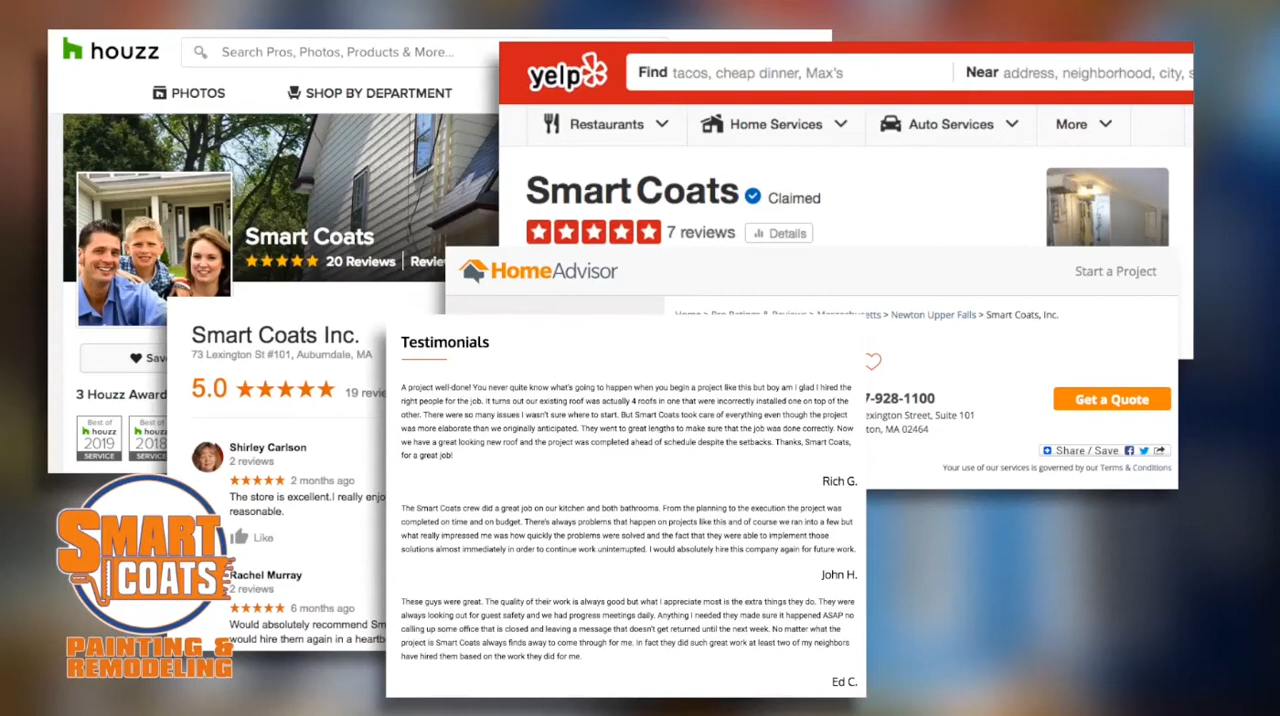 houzz
Search Pros, Photos, Products & More...
PHOTOS
SHOP BY DEPARTMENT
Smart Coats
20 Reviews
3 Houzz
Best of
houzz
2019
SERVICE
Best of
houzz
2018
SERVICE
yelp
Find tacos, cheap dinner, Max's
Near address, neighborhood, city,
Restaurants
Home Services
Auto Services
More
Smart Coats
Claimed
7 reviews
Details
HomeAdvisor
Start a Project
Newton Upper Falls > Smart Coats, Inc.
7-928-1100
Suite 101
MA 02464
Get a Quote
Share / Save
Your use of our services is governed by our Terms & Conditions
Smart Coats Inc.
73 Lexington St #101, Auburndale, MA
5.0
19
Shirley Carlson
2 reviews
2 months ago
The store is excellent.I really
reasonable.
Like
Rachel Murray
2 reviews
6 months ago
Would absolutely recommend
would hire them again in a
Testimonials
A project well-done! You never quite know what's going to happen when you begin a project like this but boy am I glad I hired the
right people for the job. It turns out our existing roof was actually 4 roofs in one that were incorrectly installed one on top of the
other. There were so many issues I wasn't sure where to start. But Smart Coats took care of everything even though the project
was more elaborate than we originally anticipated. They went to great lengths to make sure that the job was done correctly. Now
we have a great looking new roof and the project was completed ahead of schedule despite the setbacks. Thanks, Smart Coats,
for a great job!
Rich G.
The Smart Coats crew did a great job on our kitchen and both bathrooms. From the planning to the execution the project was
completed on time and on budget. There's always problems that happen on projects like this and of course we ran into a few but
what really impressed me was how quickly the problems were solved and the fact that they were able to implement those
solutions almost immediately in order to continue work uninterrupted. I would absolutely hire this company again for future work.
John H.
These guys were great. The quality of their work is always good but what I appreciate most is the extra things they do. They were
always looking out for guest safety and we had progress meetings daily. Anything I needed they made sure it happened ASAP no
calling up some office that is closed and leaving a message that doesn't get returned until the next week. No matter what the
project is Smart Coats always finds away to come through for me. in fact they did such great work at least two of my neighbors
have hired them based on the work they did for me.
Ed C.
SMART
COATS
PAINTING &
REMODELING